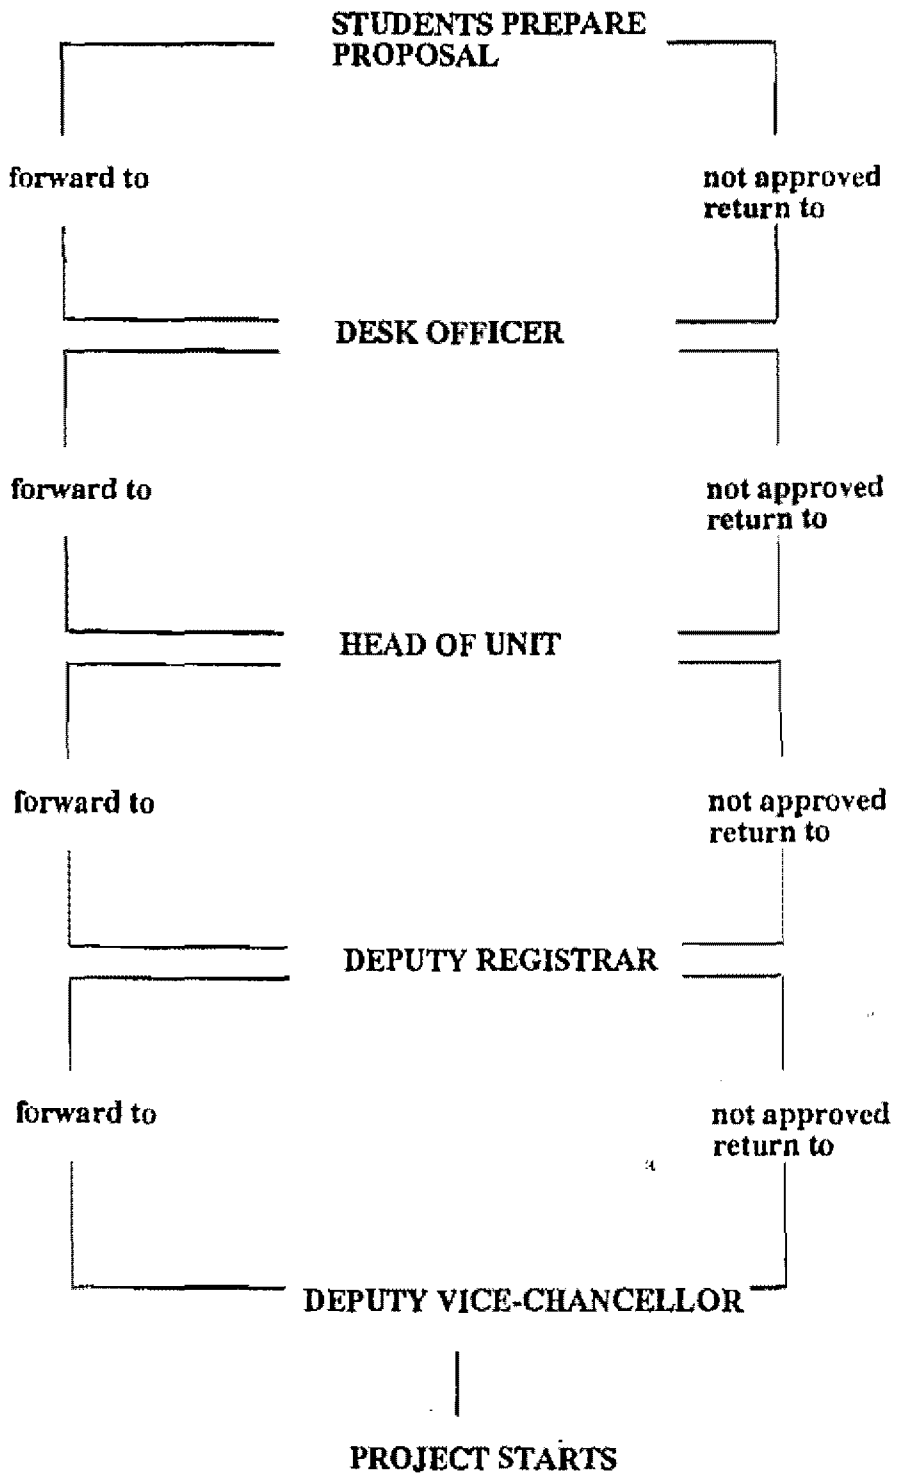 STUDENTS PREPARE
PROPOSAL
forward to
not approved
return to
DESK OFFICER
forward to
not approved
return to
HEAD OF UNIT
forward to
not approved
return to
DEPUTY REGISTRAR
forward to
not approved
return to
DEPUTY VICE-CHANCELLOR
PROJECT STARTS